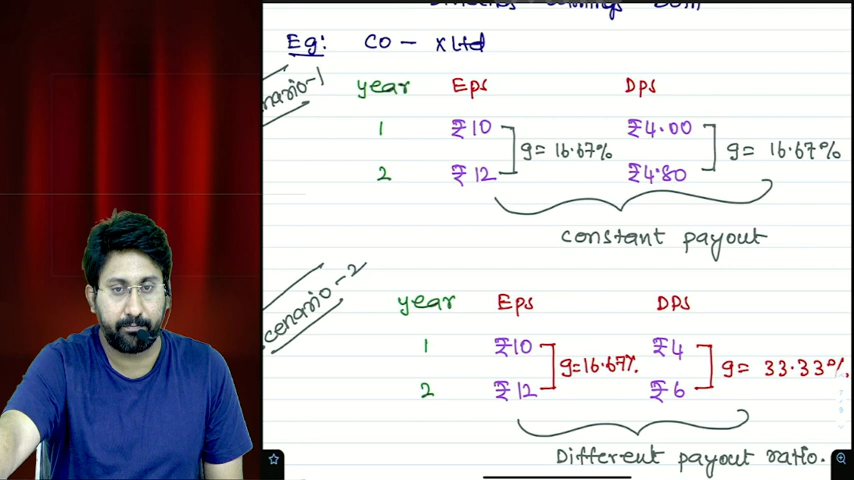 Eg: CO - X Ltd
nario-1
year Eps DPS
1 ₹10 ₹4.00
g= 16.67% g= 16.67%
2 ₹12 ₹4.80
constant payout
cenario-2
year Eps DPS
1 ₹10 ₹4
g=16.67% g= 33.33%
2 ₹12 ₹6
Different payout ratio.